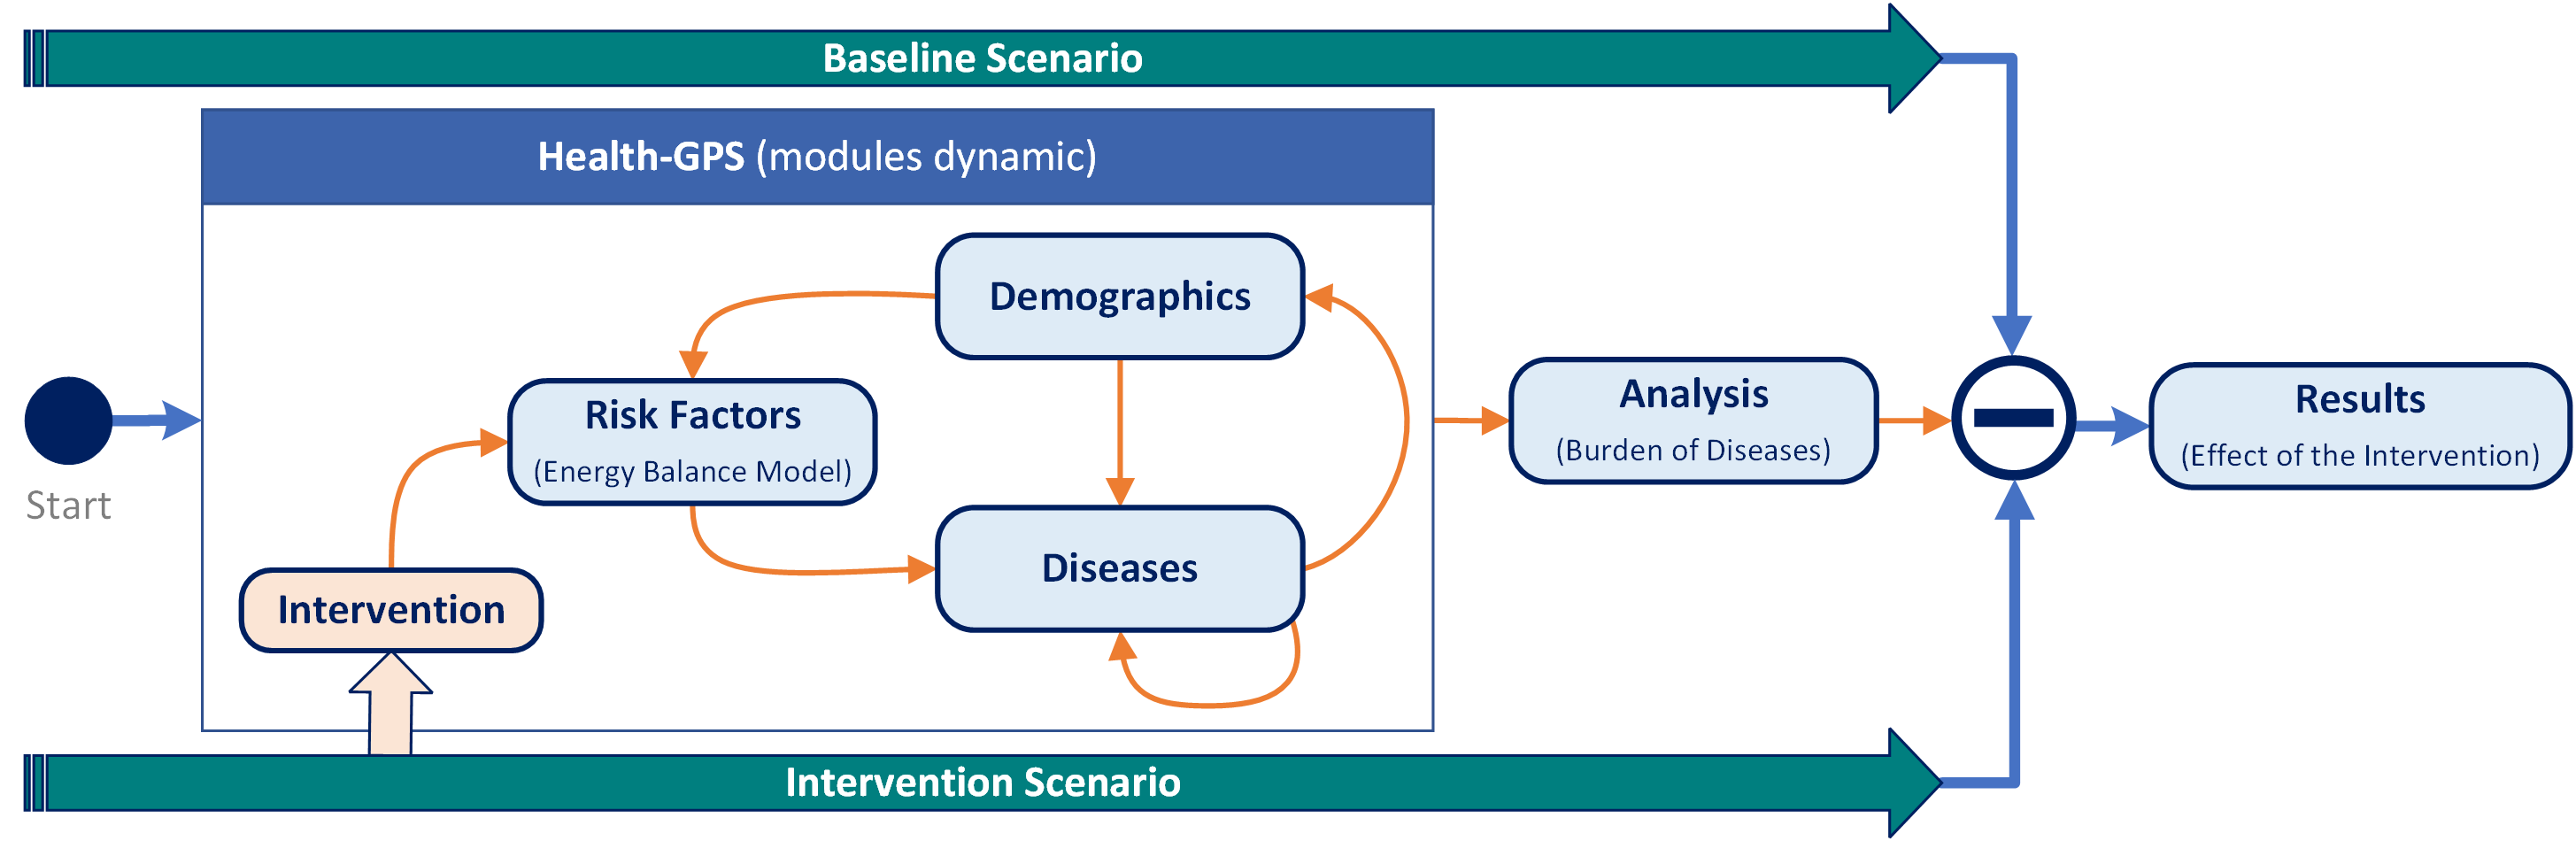 Baseline Scenario
Health-GPS (modules dynamic)
Demographics
Risk Factors
(Energy Balance Model)
Analysis
(Burden of Diseases)
Results
(Effect of the Intervention)
Start
Diseases
Intervention
Intervention Scenario